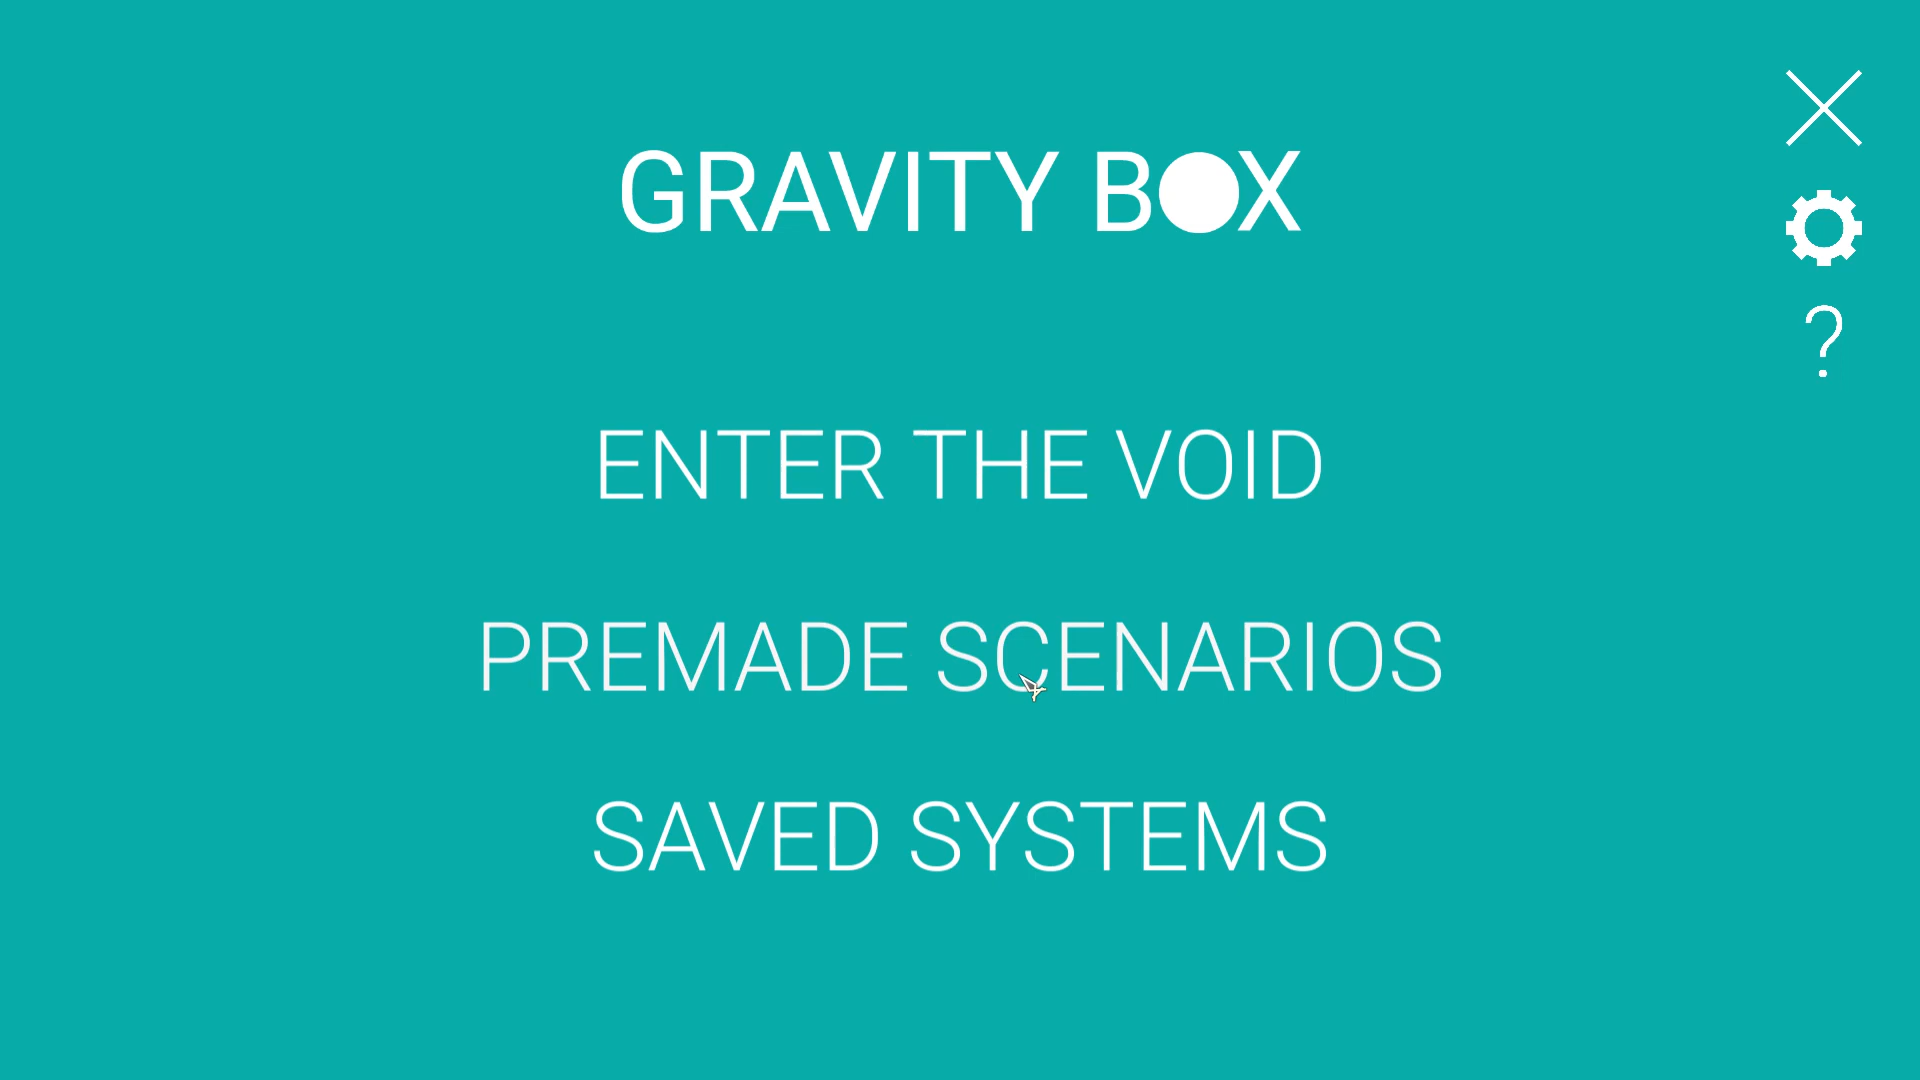 GRAVITY BOX
?
ENTER THE VOID
PREMADE SCENARIOS
SAVED SYSTEMS